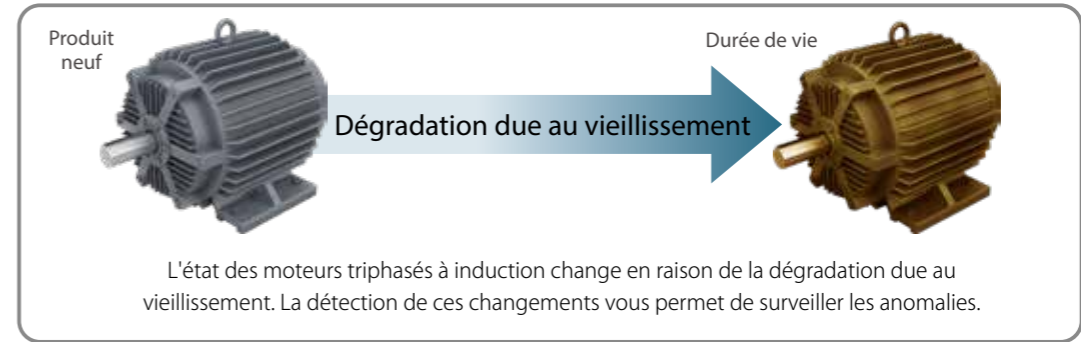 Produit
neuf
Durée de vie
Dégradation due au vieillissement
L'état des moteurs triphasés à induction change en raison de la dégradation due au
vieillissement. La détection de ces changements vous permet de surveiller les anomalies.